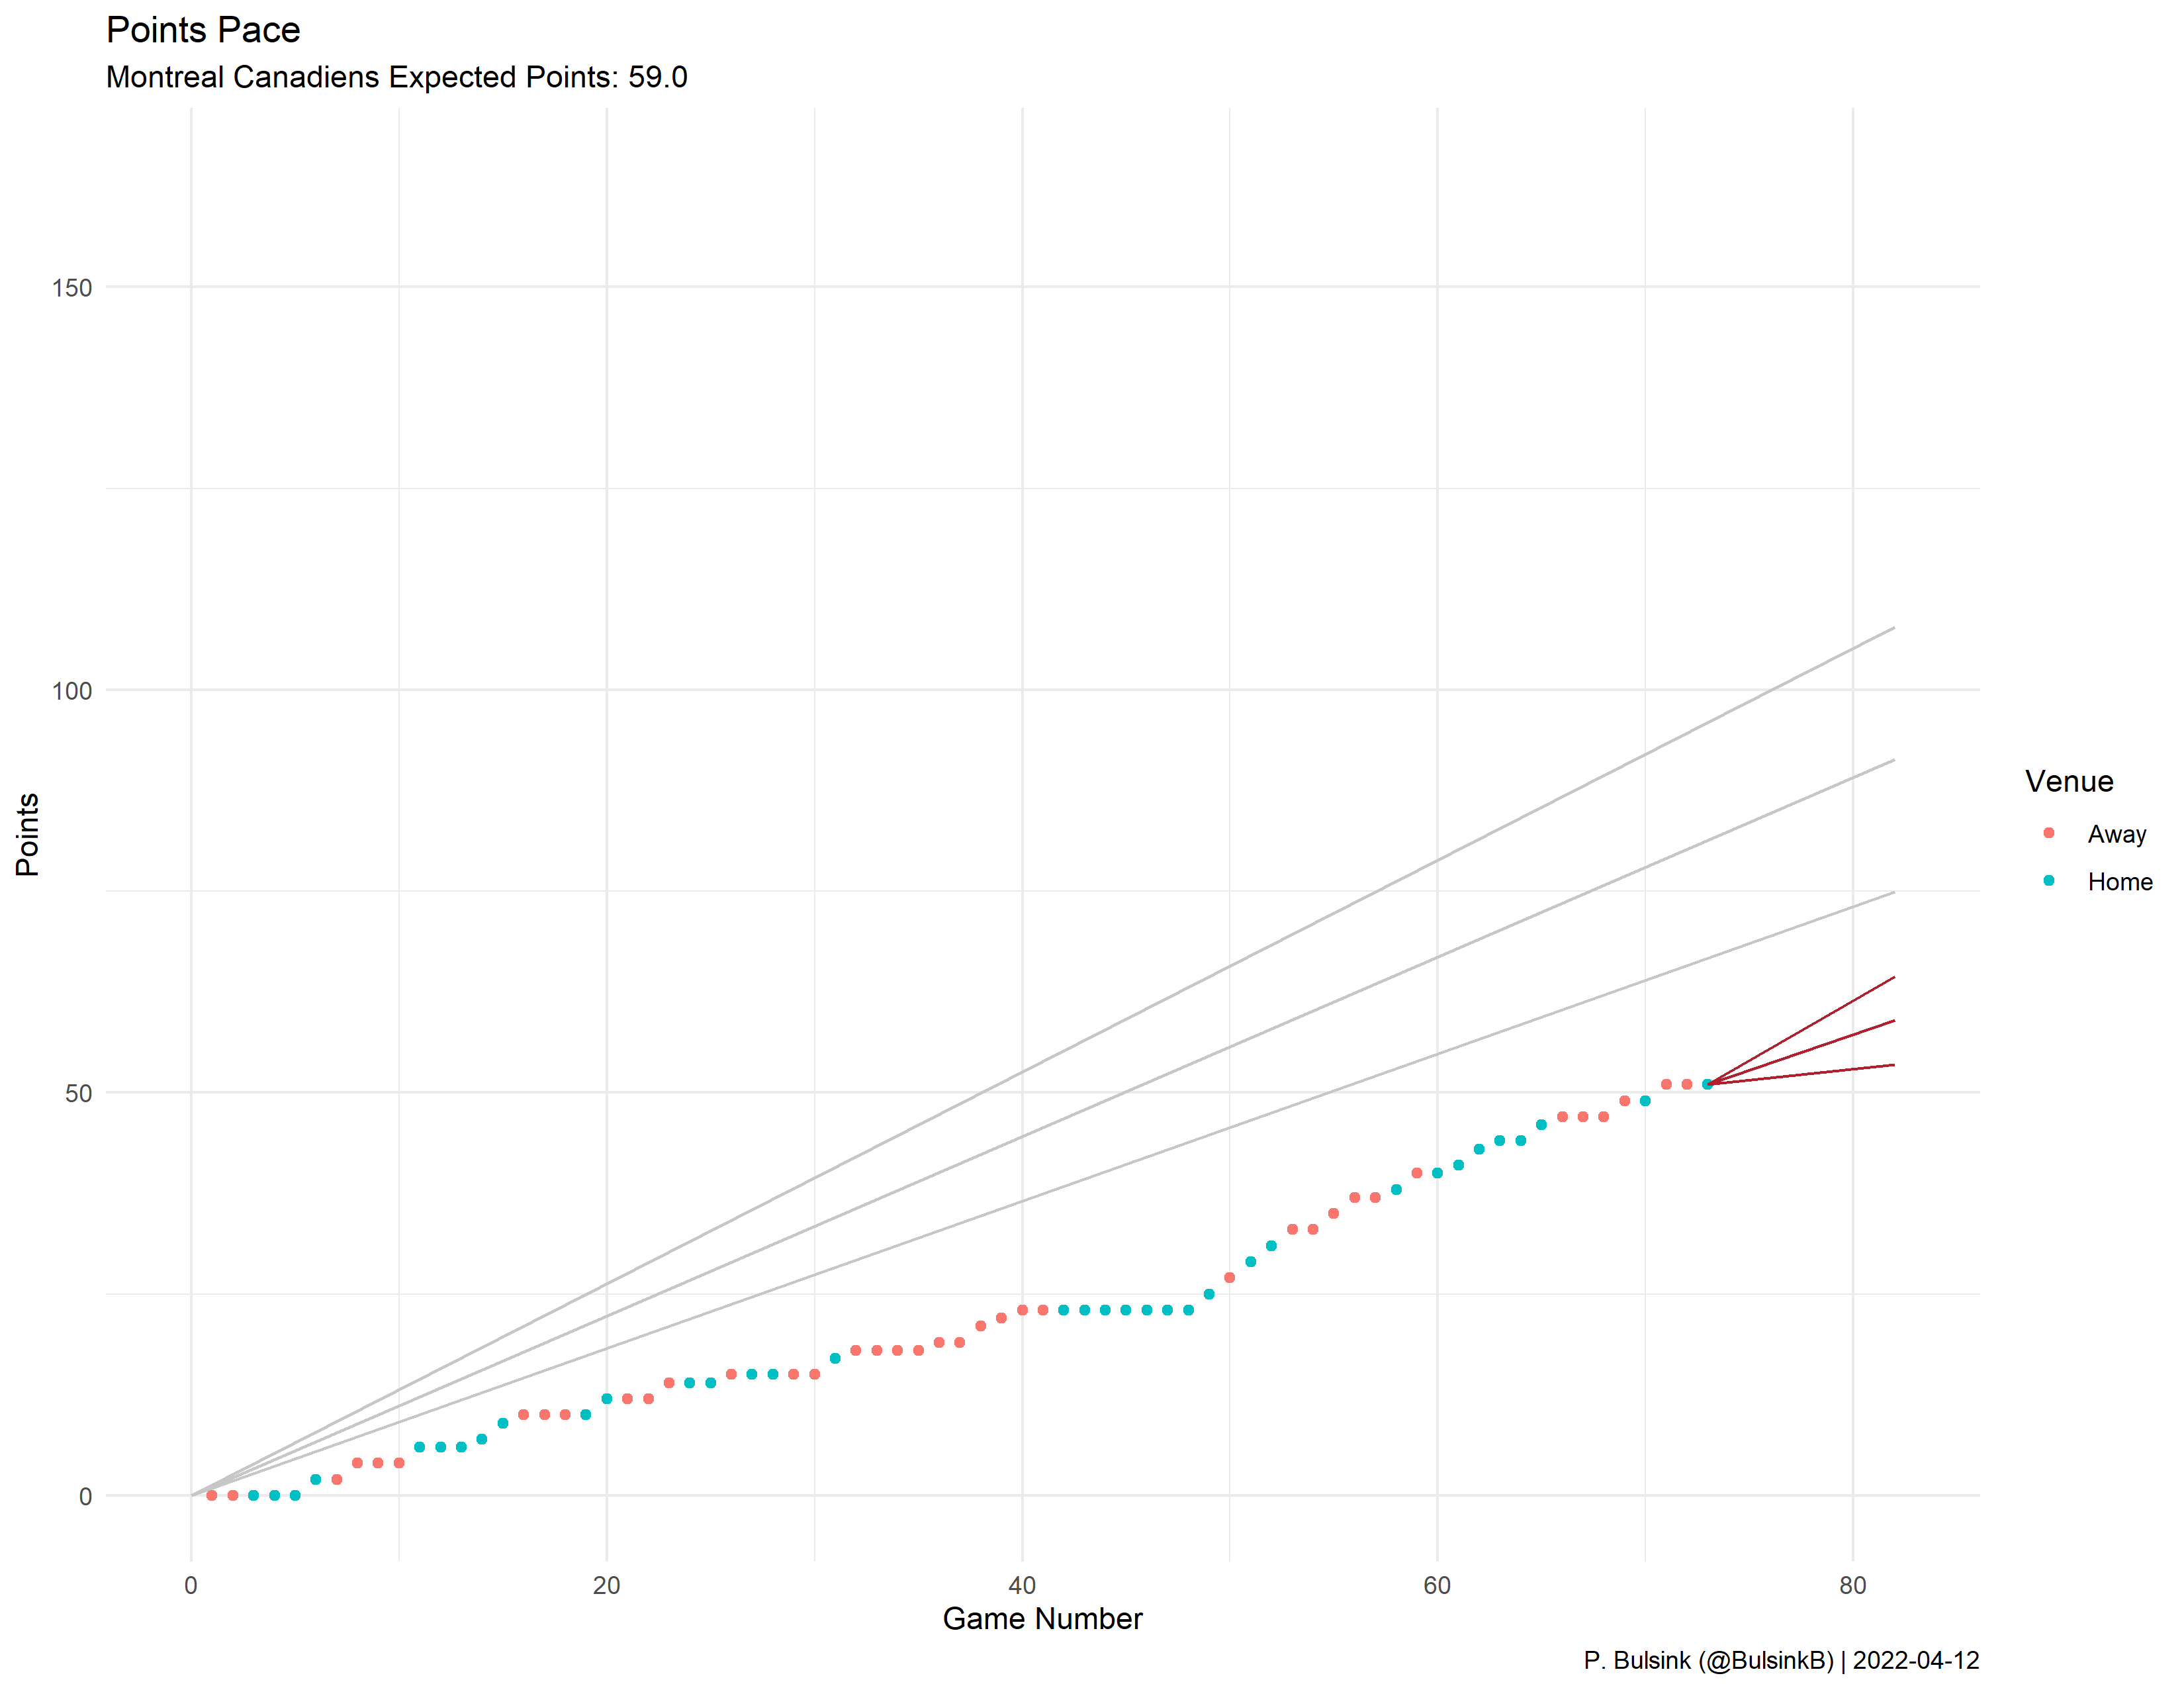 Points Pace
Montreal Canadiens Expected Points: 59.0
150
100
50
0
Points
0 20 40 60 80
Game Number
Venue
Away
Home
P. Bulsink (@BulsinkB) | 2022-04-12